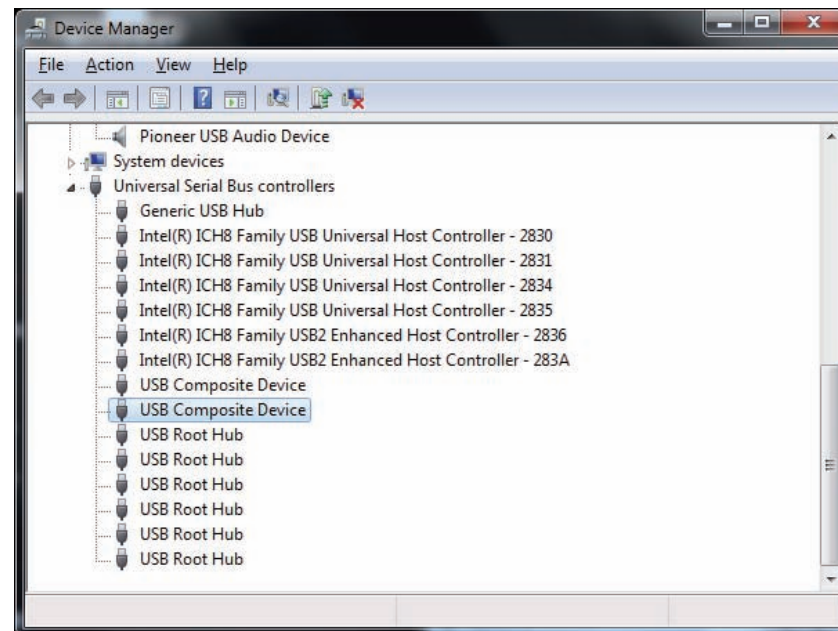 Device Manager
File Action View Help
Pioneer USB Audio Device
System devices
Universal Serial Bus controllers
Generic USB Hub
Intel(R) ICH8 Family USB Universal Host Controller - 2830
Intel(R) ICH8 Family USB Universal Host Controller - 2831
Intel(R) ICH8 Family USB Universal Host Controller - 2834
Intel(R) ICH8 Family USB Universal Host Controller - 2835
Intel(R) ICH8 Family USB2 Enhanced Host Controller - 2836
Intel(R) ICH8 Family USB2 Enhanced Host Controller - 283A
USB Composite Device
USB Composite Device
USB Root Hub
USB Root Hub
USB Root Hub
USB Root Hub
USB Root Hub
USB Root Hub